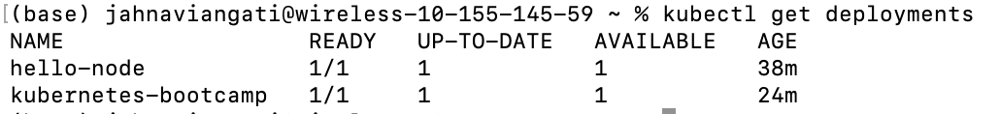 (base) jahnaviangati@wireless-10-155-145-59 ~ % kubectl get deployments
NAME READY UP-TO-DATE AVAILABLE AGE
hello-node 1/1 1 1 38m
kubernetes-bootcamp 1/1 1 1 24m